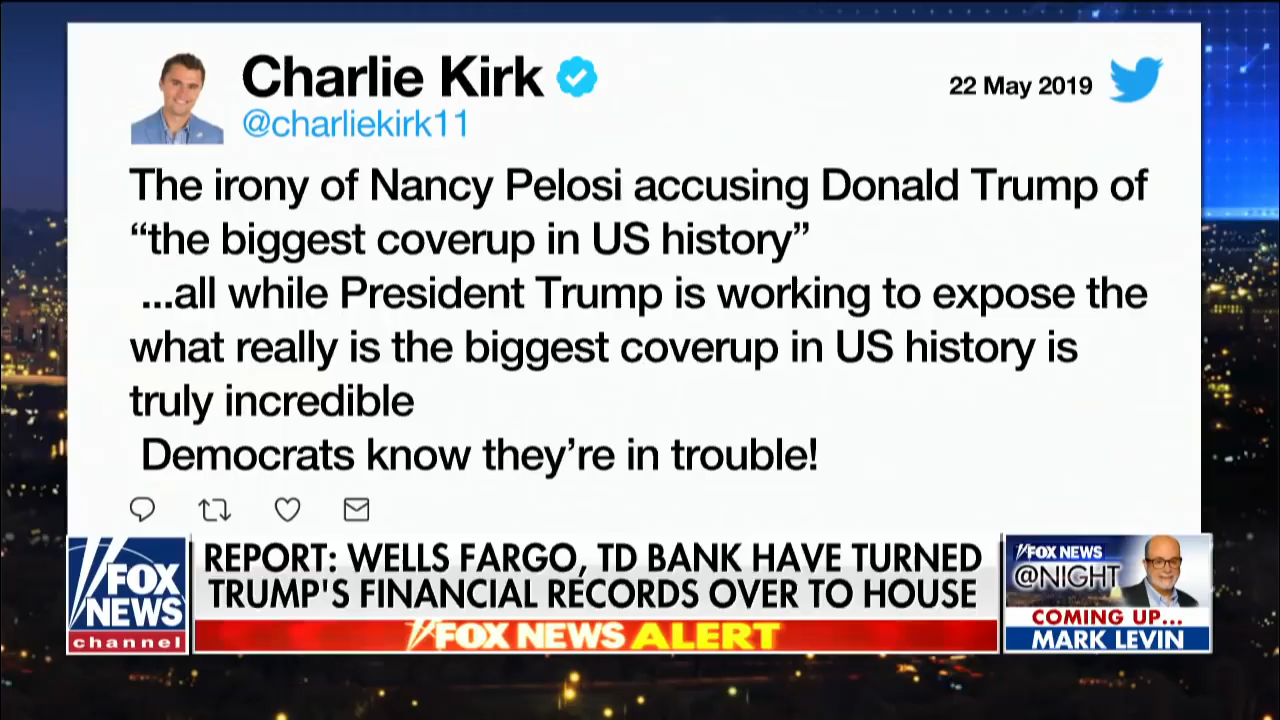 Charlie Kirk
@charliekirk11
22 May 2019
The irony of Nancy Pelosi accusing Donald Trump of
“the biggest coverup in US history”
...all while President Trump is working to expose the
what really is the biggest coverup in US history is
truly incredible
Democrats know they’re in trouble!
FOX
NEWS
channel
REPORT: WELLS FARGO, TD BANK HAVE TURNED
TRUMP'S FINANCIAL RECORDS OVER TO HOUSE
FOX NEWS ALERT
FOX NEWS
@NIGHT
COMING UP...
MARK LEVIN